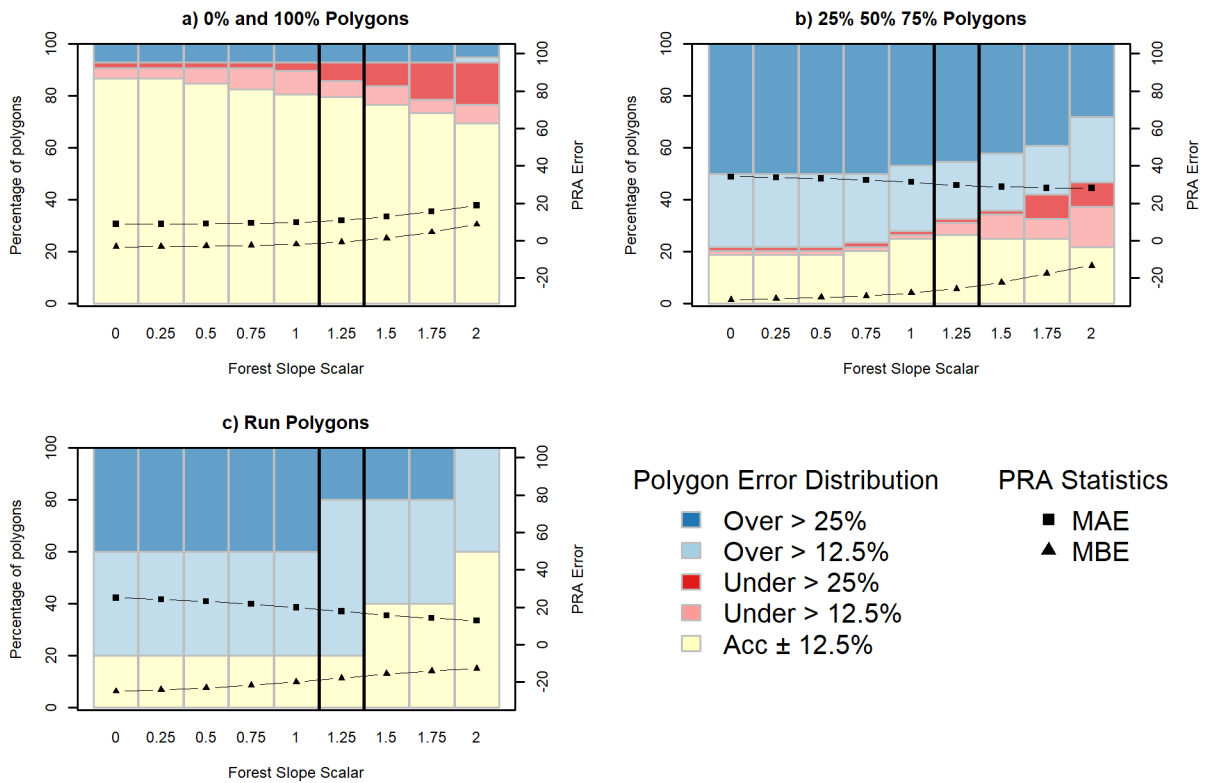 a) 0% and 100% Polygons
Percentage of polygons
0 20 40 60 80 100
-20 0 20 40 60 80 100
PRA Error
0 0.25 0.5 0.75 1 1.25 1.5 1.75 2
Forest Slope Scalar
b) 25% 50% 75% Polygons
Percentage of polygons
0 20 40 60 80 100
-20 0 20 40 60 80 100
PRA Error
0 0.25 0.5 0.75 1 1.25 1.5 1.75 2
Forest Slope Scalar
c) Run Polygons
Percentage of polygons
0 20 40 60 80 100
-20 0 20 40 60 80 100
PRA Error
0 0.25 0.5 0.75 1 1.25 1.5 1.75 2
Forest Slope Scalar
Polygon Error Distribution
Over > 25%
Over > 12.5%
Under > 25%
Under > 12.5%
Acc ± 12.5%
PRA Statistics
MAE
MBE